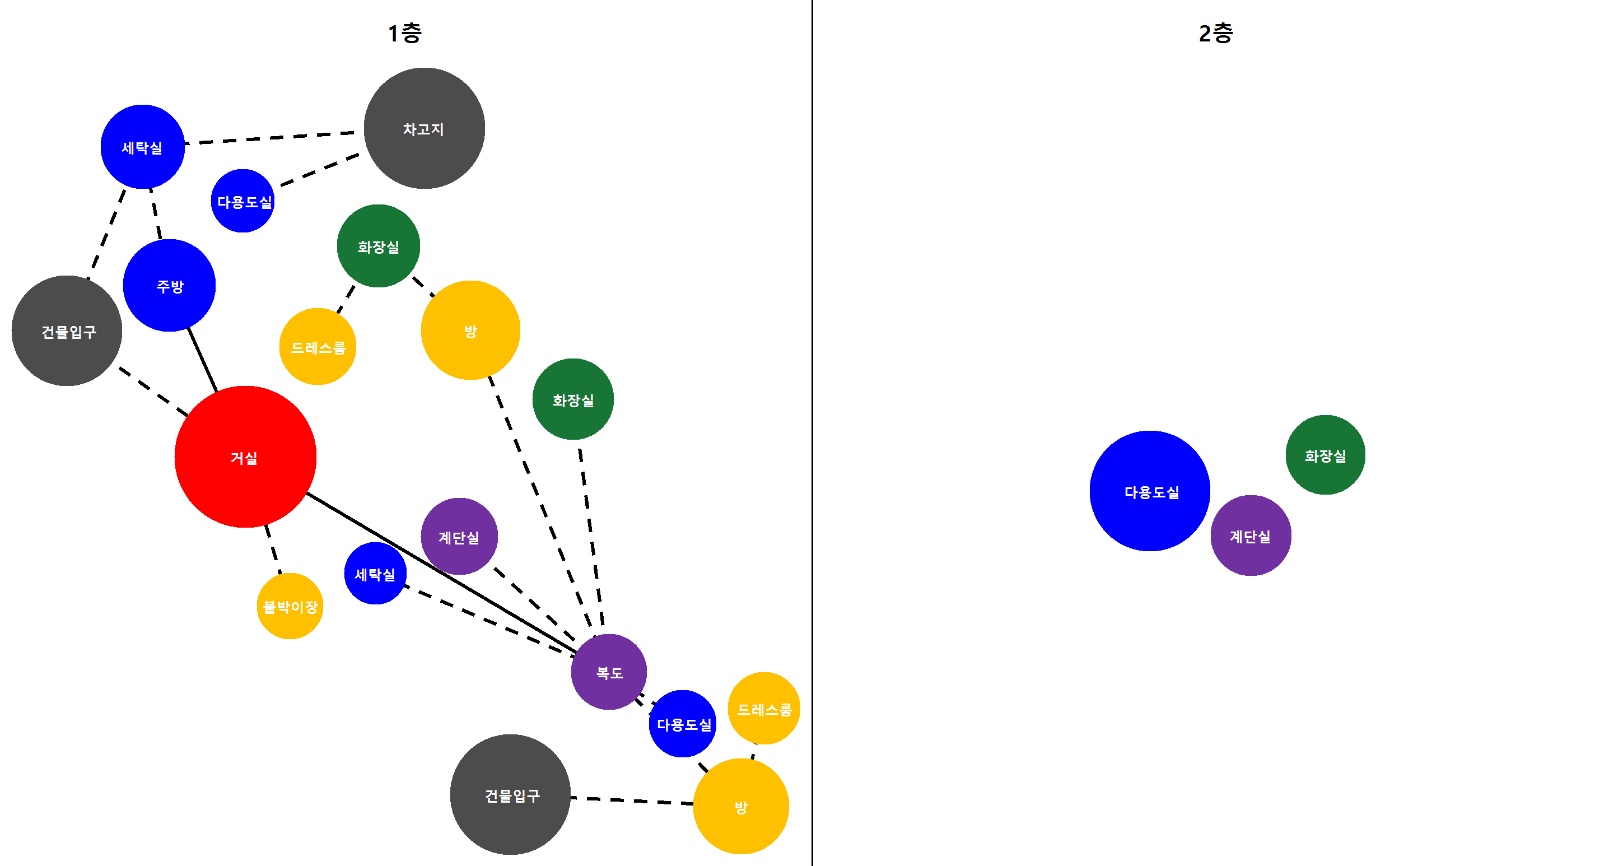 1층
차고지
세탁실
다용도실
화장실
주방
건물입구
방
드레스룸
화장실
거실
계단실
세탁실
붙박이장
복도
드레스룸
다용도실
건물입구
방
2층
화장실
다용도실
계단실